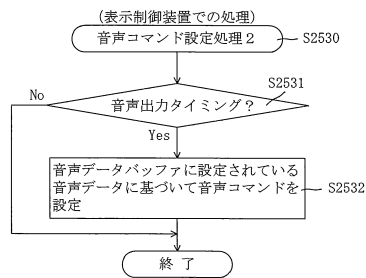 (表示制御装置での処理)
音声コマンド設定処理2
S2530
S2531
No
音声出力タイミング?
Yes
音声データバッファに設定されている
音声データに基づいて音声コマンドを
設定
S2532
終 了